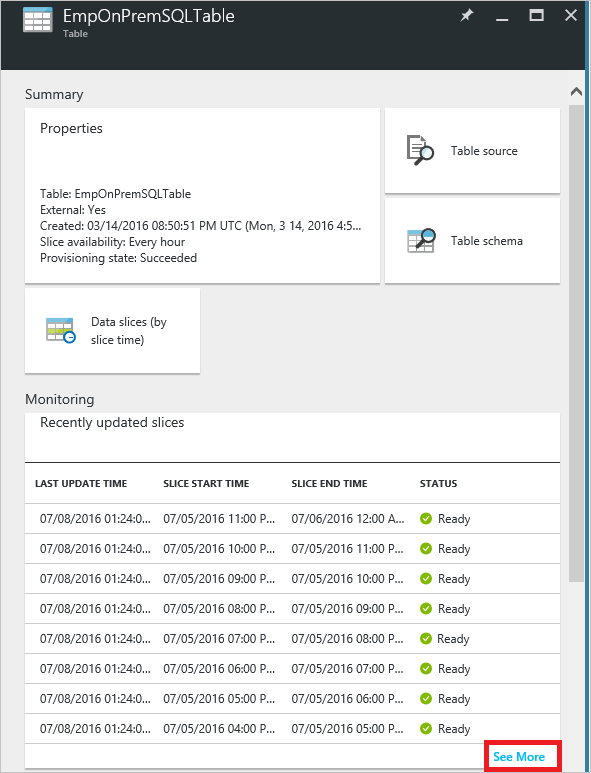 EmpOnPremSQLTable
Table
Summary
Properties
Table: EmpOnPremSQLTable
External: Yes
Created: 03/14/2016 08:50:51 PM UTC (Mon, 3 14, 2016 4:5...
Slice availability: Every hour
Provisioning state: Succeeded
Table source
Table schema
Data slices (by
slice time)
Monitoring
Recently updated slices
LAST UPDATE TIME SLICE START TIME SLICE END TIME STATUS
07/08/2016 01:24:0... 07/05/2016 11:00 P... 07/06/2016 12:00 A... Ready
07/08/2016 01:24:0... 07/05/2016 10:00 P... 07/05/2016 11:00 P... Ready
07/08/2016 01:24:0... 07/05/2016 09:00 P... 07/05/2016 10:00 P... Ready
07/08/2016 01:24:0... 07/05/2016 08:00 P... 07/05/2016 09:00 P... Ready
07/08/2016 01:24:0... 07/05/2016 07:00 P... 07/05/2016 08:00 P... Ready
07/08/2016 01:24:0... 07/05/2016 06:00 P... 07/05/2016 07:00 P... Ready
07/08/2016 01:24:0... 07/05/2016 05:00 P... 07/05/2016 06:00 P... Ready
07/08/2016 01:24:0... 07/05/2016 04:00 P... 07/05/2016 05:00 P... Ready
See More